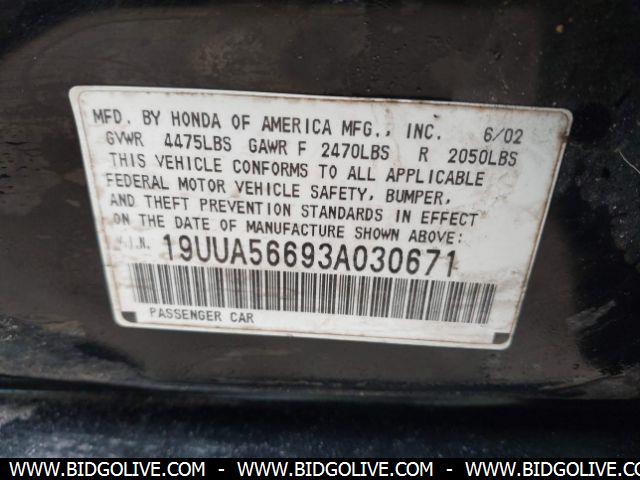 MFD. BY HONDA OF AMERICA MFG., INC. 6/02
GVWR 4475LBS GAWR F 2470LBS R 2050LBS
THIS VEHICLE CONFORMS TO ALL APPLICABLE
FEDERAL MOTOR VEHICLE SAFETY, BUMPER,
AND THEFT PREVENTION STANDARDS IN EFFECT
ON THE DATE OF MANUFACTURE SHOWN ABOVE:
V.I.N. 19UUA56693A030671
PASSENGER CAR
WWW.BIDGOLIVE.COM - WWW.BIDGOLIVE.COM - WWW.BIDGOLIVE.COM